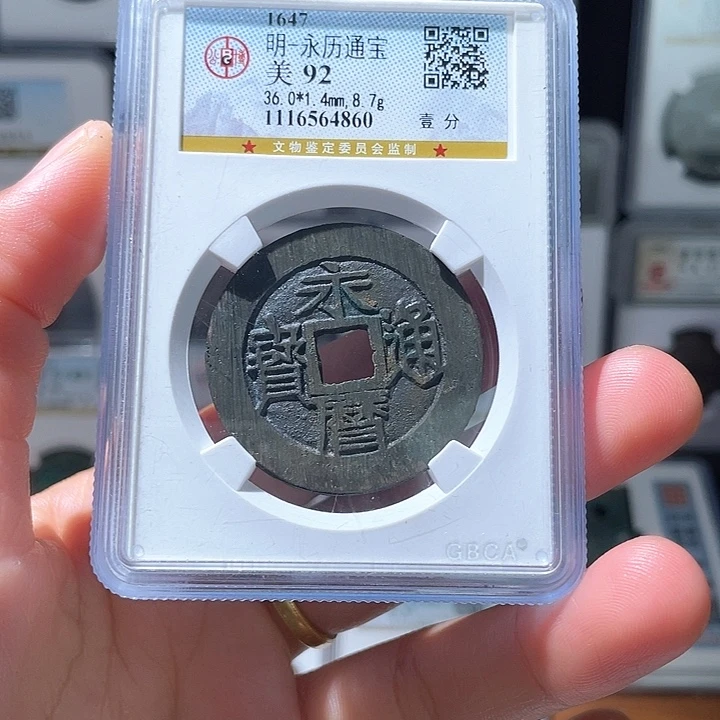 1647
明-永历通宝
美 92
36.0*1.4mm,8.7g
1116564860
壹 分
★ 文物鉴定委员会监制 ★
永
寶 通
曆
GBCA